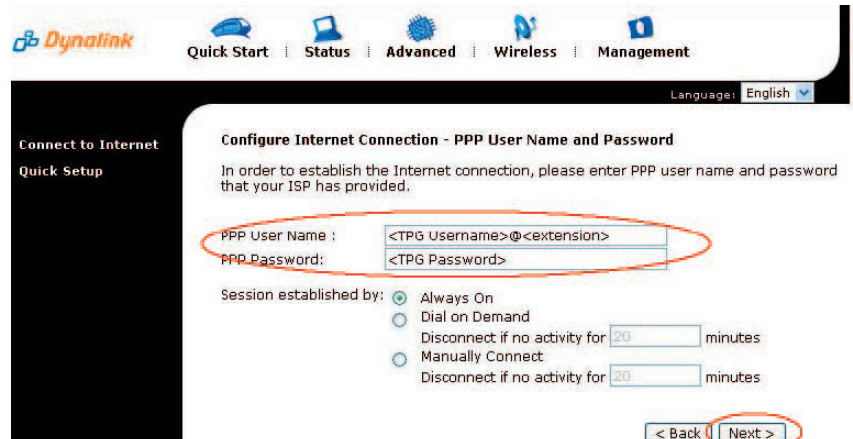 Dynalink
Quick Start | Status | Advanced | Wireless | Management
Language: English
Connect to Internet
Quick Setup
Configure Internet Connection - PPP User Name and Password
In order to establish the Internet connection, please enter PPP user name and password
that your ISP has provided.
PPP User Name : <TPG Username>@<extension>
PPP Password: <TPG Password>
Session established by: Always On
Dial on Demand
Disconnect if no activity for 20 minutes
Manually Connect
Disconnect if no activity for 20 minutes
< Back Next >